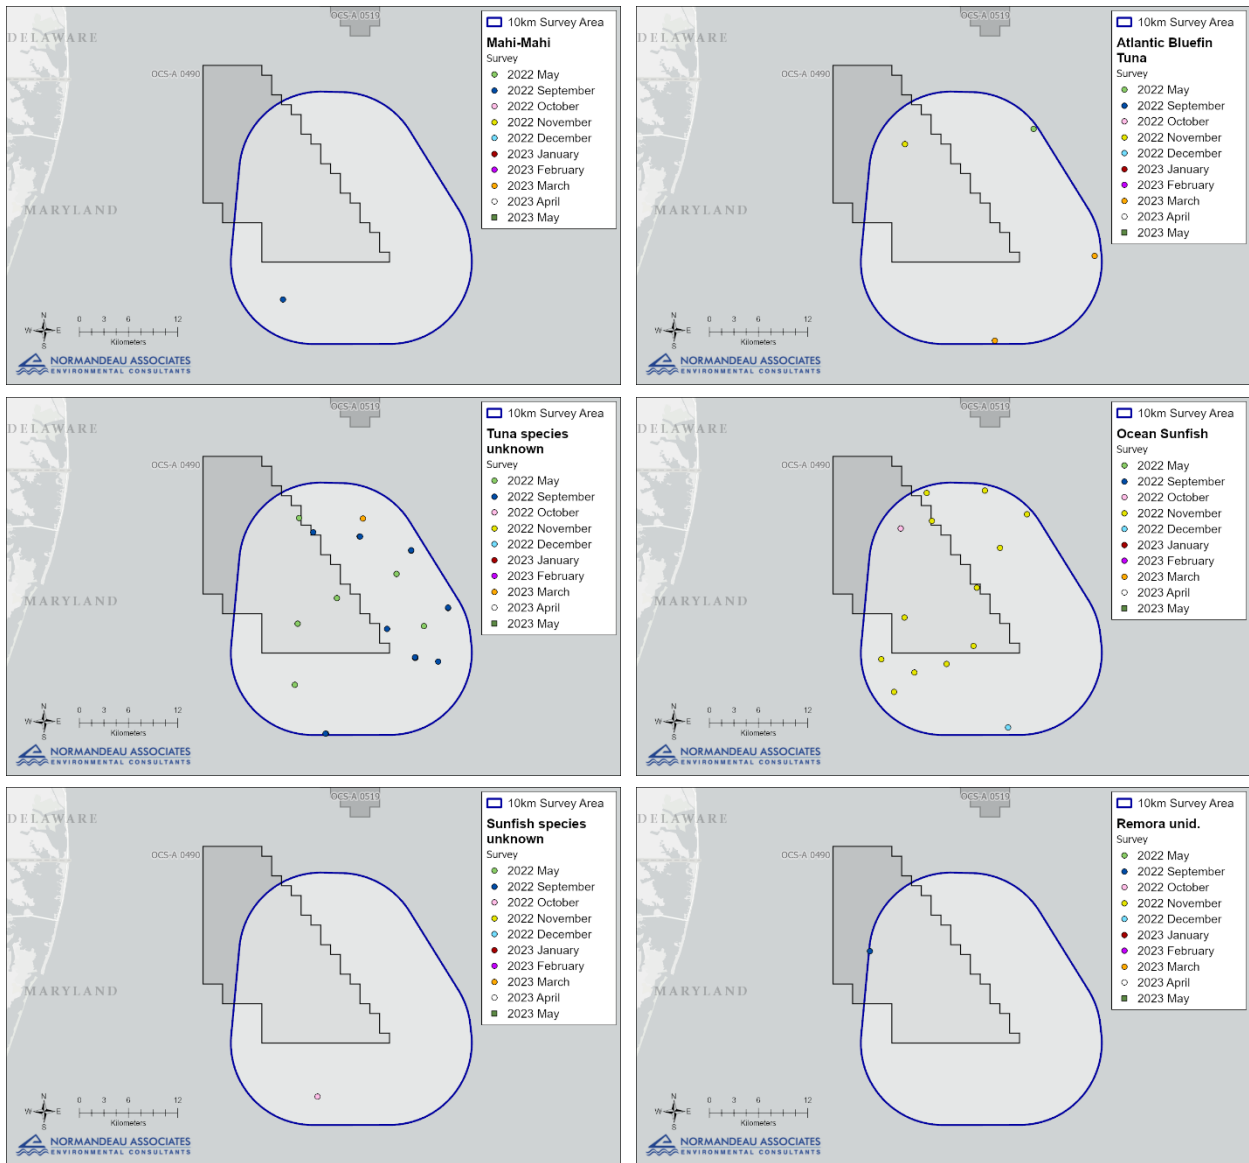 OCS-A 0519
DELAWARE
OCS-A 0490
MARYLAND
10km Survey Area
Mahi-Mahi
Survey
2022 May
2022 September
2022 October
2022 November
2022 December
2023 January
2023 February
2023 March
2023 April
2023 May
N
W E
S
0 3 6 12
Kilometers
NORMANDEAU ASSOCIATES
ENVIRONMENTAL CONSULTANTS
OCS-A 0519
DELAWARE
OCS-A 0490
MARYLAND
10km Survey Area
Atlantic Bluefin
Tuna
Survey
2022 May
2022 September
2022 October
2022 November
2022 December
2023 January
2023 February
2023 March
2023 April
2023 May
N
W E
S
0 3 6 12
Kilometers
NORMANDEAU ASSOCIATES
ENVIRONMENTAL CONSULTANTS
OCS-A 0519
DELAWARE
OCS-A 0490
MARYLAND
10km Survey Area
Tuna species
unknown
Survey
2022 May
2022 September
2022 October
2022 November
2022 December
2023 January
2023 February
2023 March
2023 April
2023 May
N
W E
S
0 3 6 12
Kilometers
NORMANDEAU ASSOCIATES
ENVIRONMENTAL CONSULTANTS
OCS-A 0519
DELAWARE
OCS-A 0490
MARYLAND
10km Survey Area
Ocean Sunfish
Survey
2022 May
2022 September
2022 October
2022 November
2022 December
2023 January
2023 February
2023 March
2023 April
2023 May
N
W E
S
0 3 6 12
Kilometers
NORMANDEAU ASSOCIATES
ENVIRONMENTAL CONSULTANTS
OCS-A 0519
DELAWARE
OCS-A 0490
MARYLAND
10km Survey Area
Sunfish species
unknown
Survey
2022 May
2022 September
2022 October
2022 November
2022 December
2023 January
2023 February
2023 March
2023 April
2023 May
N
W E
S
0 3 6 12
Kilometers
NORMANDEAU ASSOCIATES
ENVIRONMENTAL CONSULTANTS
OCS-A 0519
DELAWARE
OCS-A 0490
MARYLAND
10km Survey Area
Remora unid.
Survey
2022 May
2022 September
2022 October
2022 November
2022 December
2023 January
2023 February
2023 March
2023 April
2023 May
N
W E
S
0 3 6 12
Kilometers
NORMANDEAU ASSOCIATES
ENVIRONMENTAL CONSULTANTS